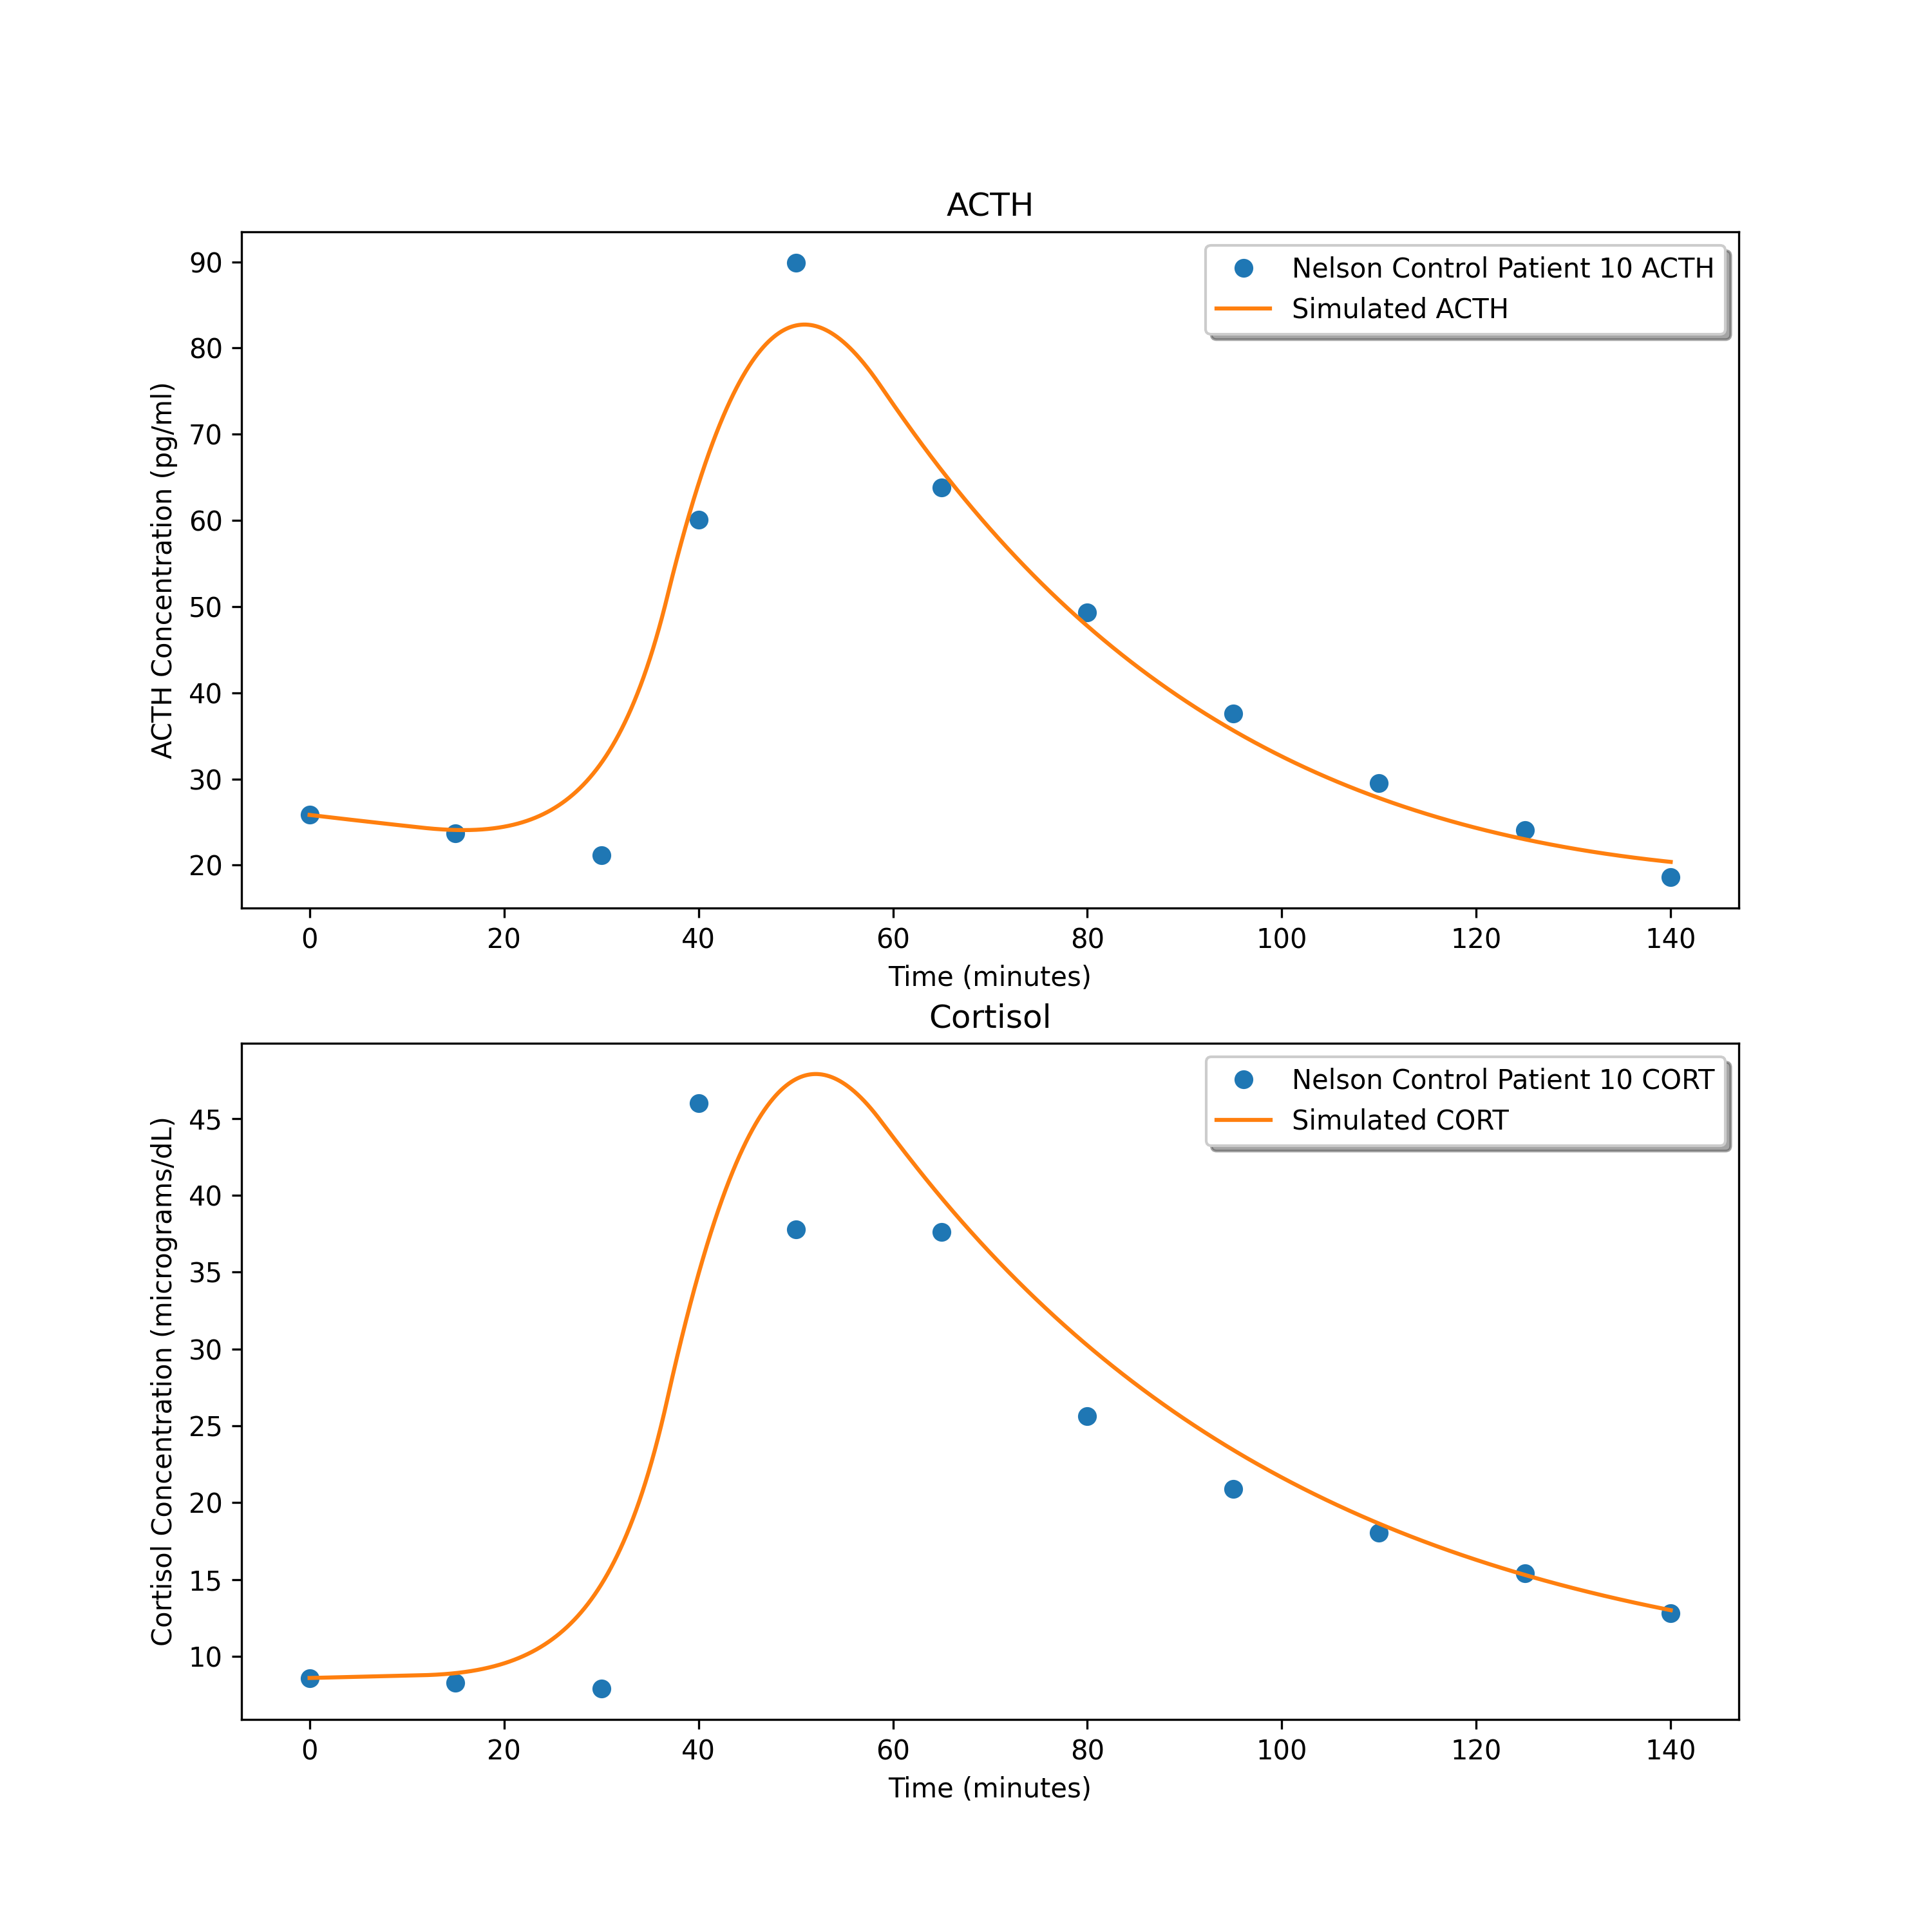 ACTH
ACTH Concentration (pg/ml)
90
80
70
60
50
40
30
20
Nelson Control Patient 10 ACTH
Simulated ACTH
0 20 40 60 80 100 120 140
Time (minutes)
Cortisol
Cortisol Concentration (micrograms/dL)
45
40
35
30
25
20
15
10
Nelson Control Patient 10 CORT
Simulated CORT
0 20 40 60 80 100 120 140
Time (minutes)